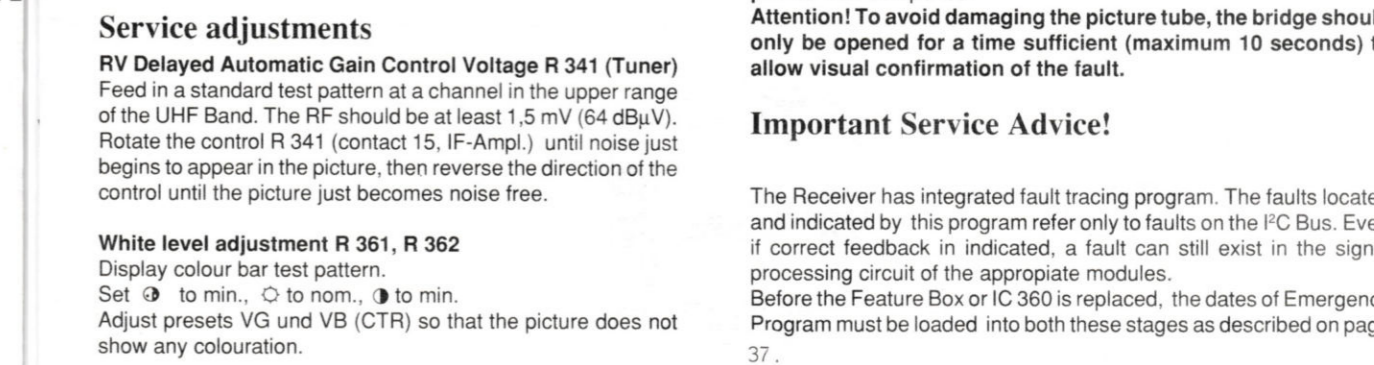 Service adjustments
RV Delayed Automatic Gain Control Voltage R 341 (Tuner)
Feed in a standard test pattern at a channel in the upper range
of the UHF Band. The RF should be at least 1,5 mV (64 dBµV).
Rotate the control R 341 (contact 15, IF-Ampl.) until noise just
begins to appear in the picture, then reverse the direction of the
control until the picture just becomes noise free.
White level adjustment R 361, R 362
Display colour bar test pattern.
Set to min., to nom., to min.
Adjust presets VG und VB (CTR) so that the picture does not
show any colouration.
Attention! To avoid damaging the picture tube, the bridge shoul
only be opened for a time sufficient (maximum 10 seconds) t
allow visual confirmation of the fault.
Important Service Advice!
The Receiver has integrated fault tracing program. The faults locate
and indicated by this program refer only to faults on the I²C Bus. Eve
if correct feedback in indicated, a fault can still exist in the sign
processing circuit of the appropiate modules.
Before the Feature Box or IC 360 is replaced, the dates of Emergenc
Program must be loaded into both these stages as described on pag
37.